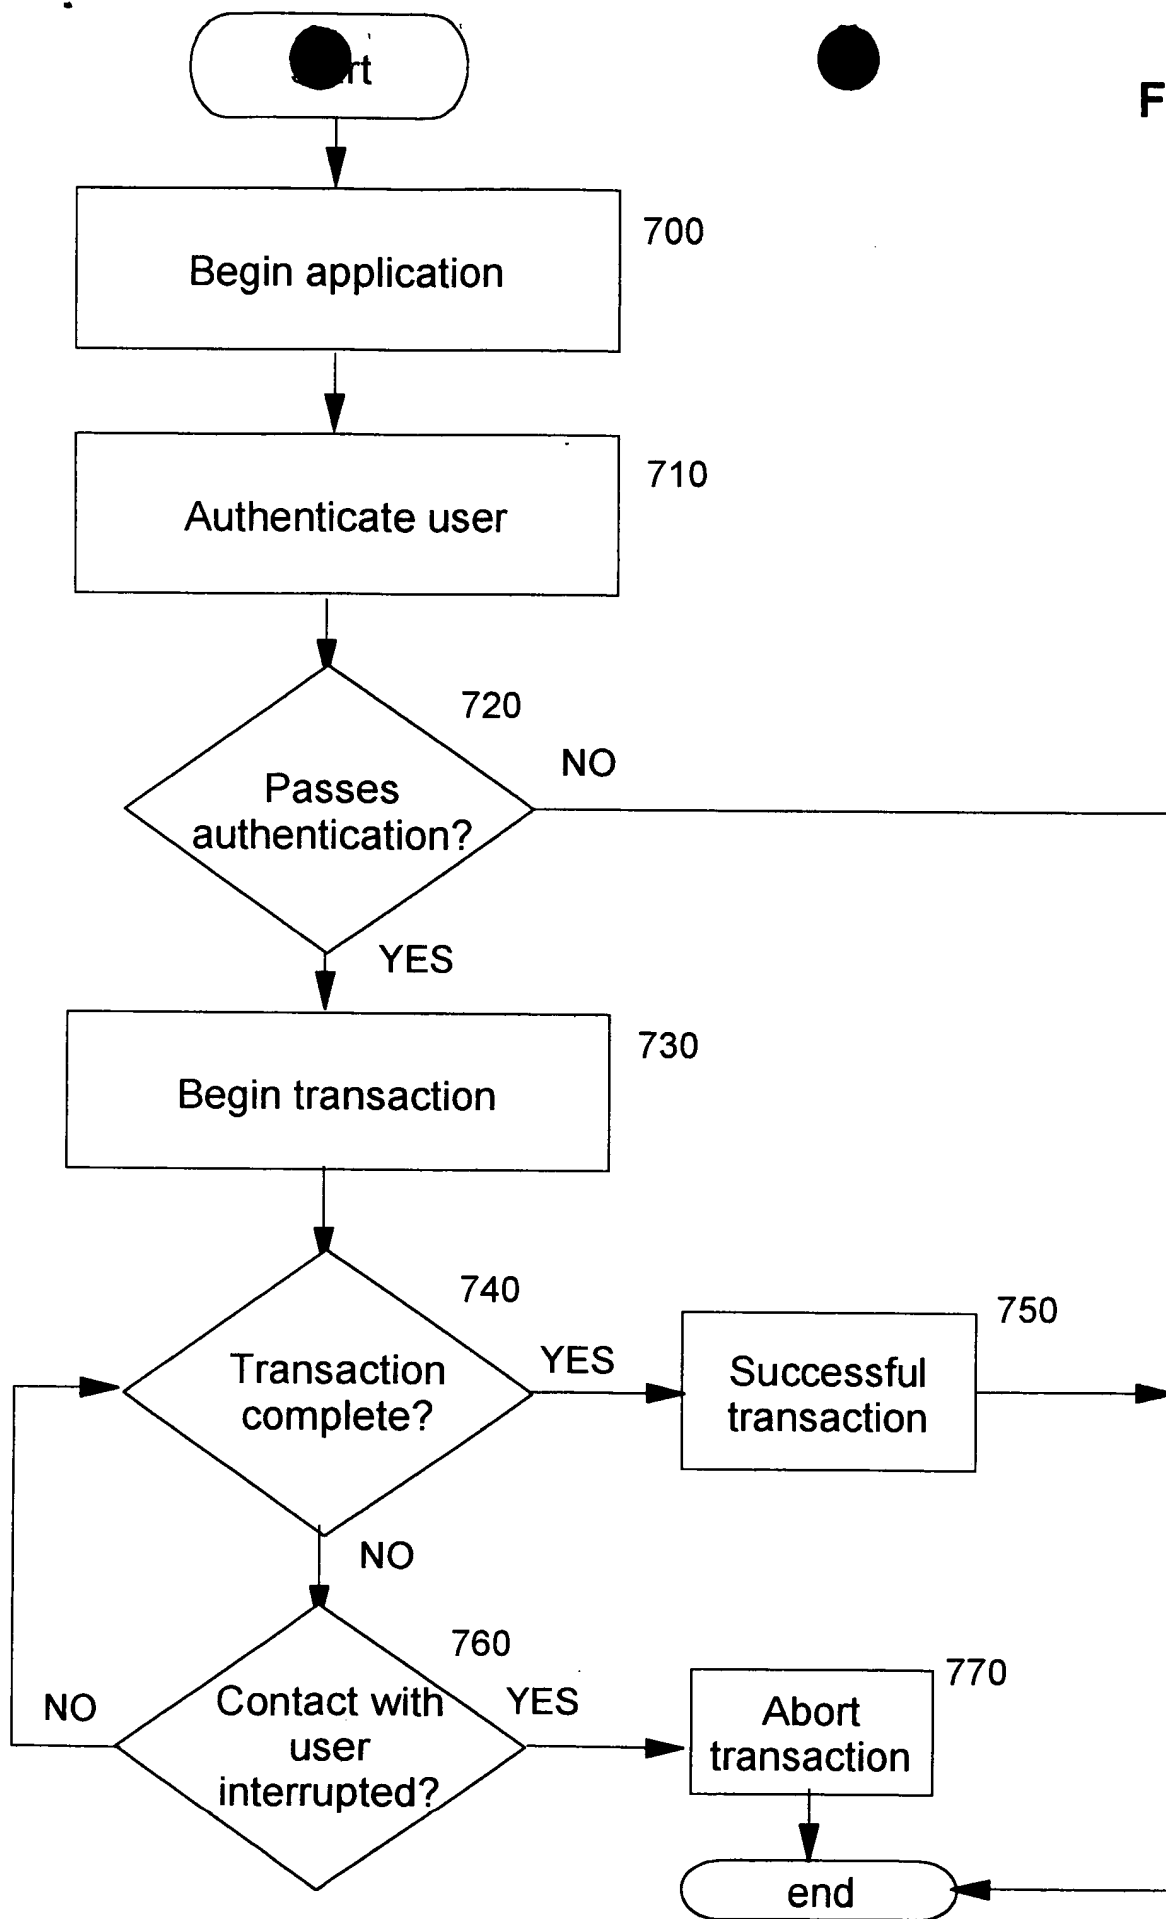 F
700
Begin application
710
Authenticate user
720
NO
Passes
authentication?
YES
730
Begin transaction
740
750
YES
Transaction
complete?
Successful
transaction
NO
760
770
NO
YES
Contact with
user
interrupted?
Abort
transaction
end